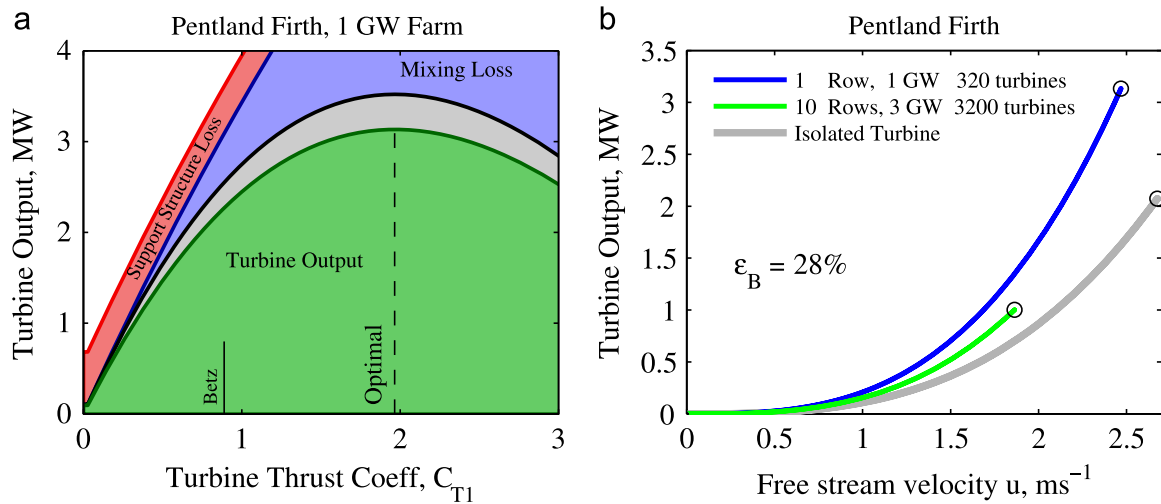 a
Pentland Firth, 1 GW Farm
4
3
2
1
0
Turbine Output, MW
Mixing Loss
Support Structure Loss
Turbine Output
Betz
Optimal
0
1
2
3
Turbine Thrust Coeff, C_T1
b
Pentland Firth
3.5
3
2.5
2
1.5
1
0.5
0
Turbine Output, MW
1 Row, 1 GW 320 turbines
10 Rows, 3 GW 3200 turbines
Isolated Turbine
ε_B = 28%
0
0.5
1
1.5
2
2.5
Free stream velocity u, ms⁻¹